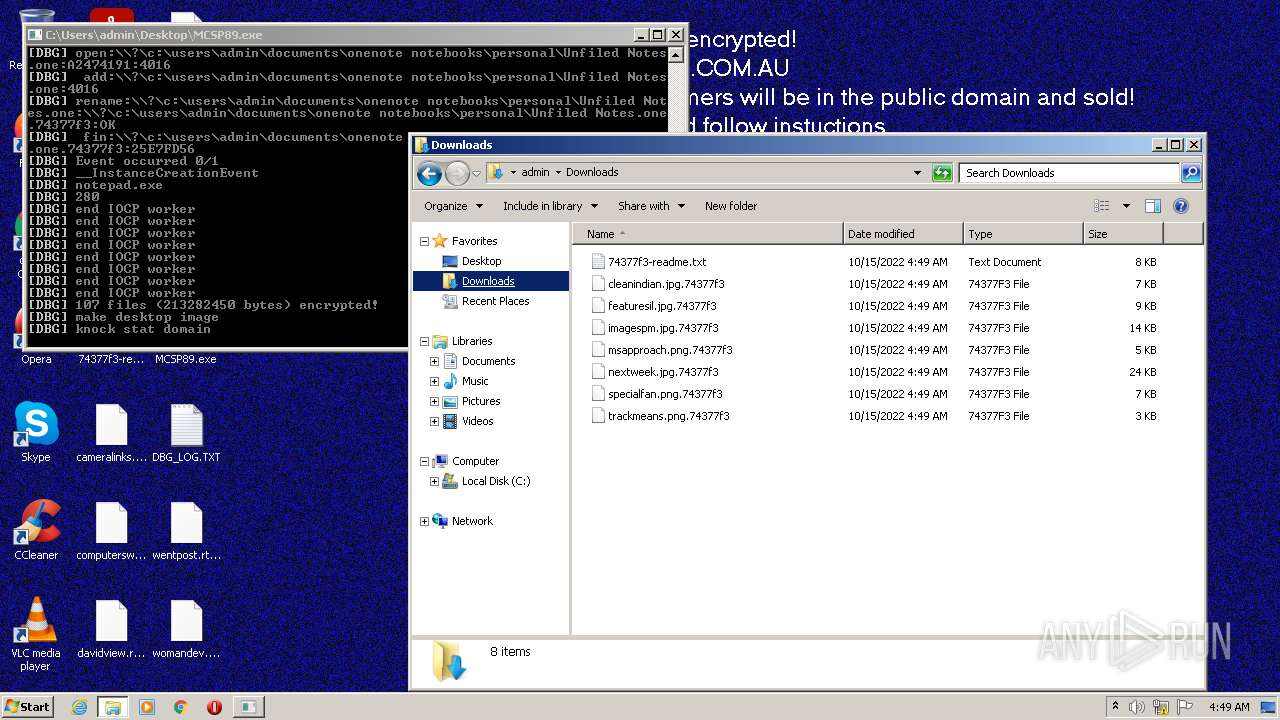 C:\Users\admin\Desktop\MCSP89.exe
[DBG] open:\\?\c:\users\admin\documents\onenote notebooks\personal\Unfiled Notes
.one:A2474191:4016
[DBG]  add:\\?\c:\users\admin\documents\onenote notebooks\personal\Unfiled Notes
.one:4016
[DBG] rename:\\?\c:\users\admin\documents\onenote notebooks\personal\Unfiled Not
es.one:\\?\c:\users\admin\documents\onenote notebooks\personal\Unfiled Notes.one
.74377f3:OK
[DBG]  fin:\\?\c:\users\admin\documents\onenote
.one.74377f3:25E7FD56
[DBG] Event occurred 0/1
[DBG] __InstanceCreationEvent
[DBG] notepad.exe
[DBG] 280
[DBG] end IOCP worker
[DBG] end IOCP worker
[DBG] end IOCP worker
[DBG] end IOCP worker
[DBG] end IOCP worker
[DBG] end IOCP worker
[DBG] end IOCP worker
[DBG] end IOCP worker
[DBG] 107 files (213282450 bytes) encrypted!
[DBG] make desktop image
[DBG] knock stat domain
encrypted!
.COM.AU
mers will be in the public domain and sold!
follow instuctions
Opera
74377f3-re...
MCSP89.exe
Skype
cameralinks....
DBG_LOG.TXT
CCleaner
computersw...
wentpost.rt...
VLC media
player
davidview.r...
womandev....
Downloads
admin
Downloads
Search Downloads
Organize
Include in library
Share with
New folder
Favorites
Desktop
Downloads
Recent Places
Libraries
Documents
Music
Pictures
Videos
Computer
Local Disk (C:)
Network
Name
Date modified
Type
Size
74377f3-readme.txt 10/15/2022 4:49 AM Text Document 8 KB
cleanindian.jpg.74377f3 10/15/2022 4:49 AM 74377F3 File 7 KB
featuresil.jpg.74377f3 10/15/2022 4:49 AM 74377F3 File KB
imagespm.jpg.74377f3 10/15/2022 4:49 AM 74377F3 File KB
msapproach.png.74377f3 10/15/2022 4:49 AM 74377F3 File 5 KB
nextweek.jpg.74377f3 10/15/2022 4:49 AM 74377F3 File 24 KB
specialfan.png.74377f3 10/15/2022 4:49 AM 74377F3 File 7 KB
trackmeans.png.74377f3 10/15/2022 4:49 AM 74377F3 File 3 KB
8 items
ANY RUN
Start
4:49 AM